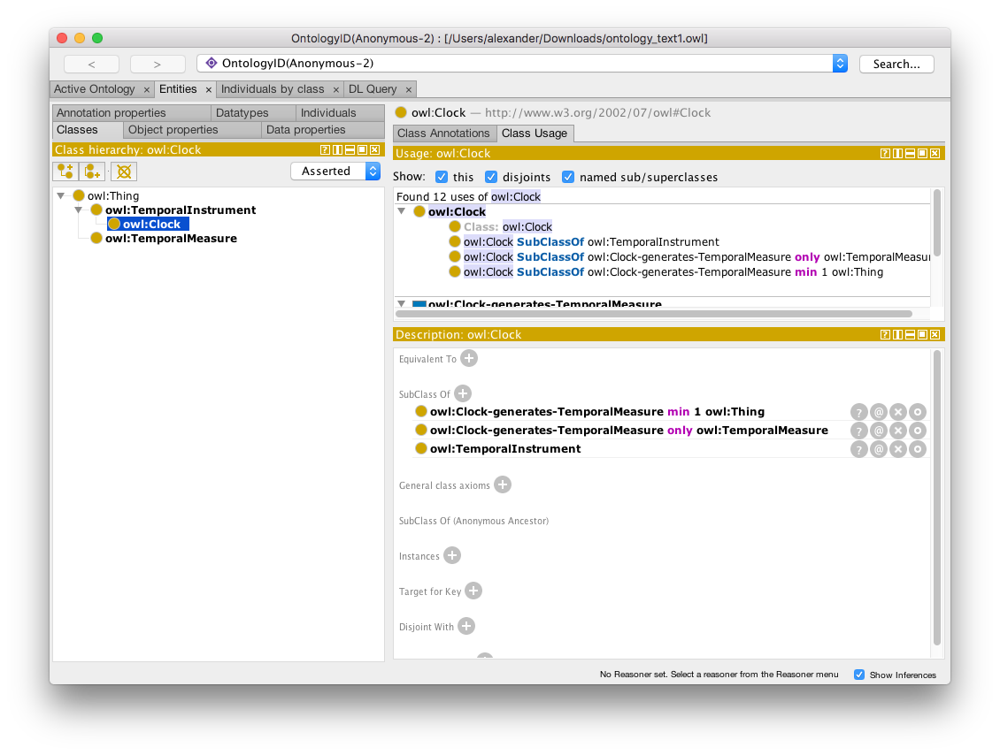 OntologyID(Anonymous-2) : [/Users/alexander/Downloads/ontology_text1.owl]
< > OntologyID(Anonymous-2) Search...
Active Ontology × Entities × Individuals by class × DL Query ×
Annotation properties Datatypes Individuals
Classes Object properties Data properties
Class hierarchy: owl:Clock
Asserted
owl:Thing
owl:TemporalInstrument
owl:Clock
owl:TemporalMeasure
owl:Clock — http://www.w3.org/2002/07/owl#Clock
Class Annotations Class Usage
Usage: owl:Clock
Show: this disjoints named sub/superclasses
Found 12 uses of owl:Clock
owl:Clock
Class: owl:Clock
owl:Clock SubClassOf owl:TemporalInstrument
owl:Clock SubClassOf owl:Clock-generates-TemporalMeasure only owl:TemporalMeasu
owl:Clock SubClassOf owl:Clock-generates-TemporalMeasure min 1 owl:Thing
owl:Clock-generates-TemporalMeasure
Description: owl:Clock
Equivalent To
SubClass Of
owl:Clock-generates-TemporalMeasure min 1 owl:Thing
owl:Clock-generates-TemporalMeasure only owl:TemporalMeasure
owl:TemporalInstrument
General class axioms
SubClass Of (Anonymous Ancestor)
Instances
Target for Key
Disjoint With
No Reasoner set. Select a reasoner from the Reasoner menu Show Inferences